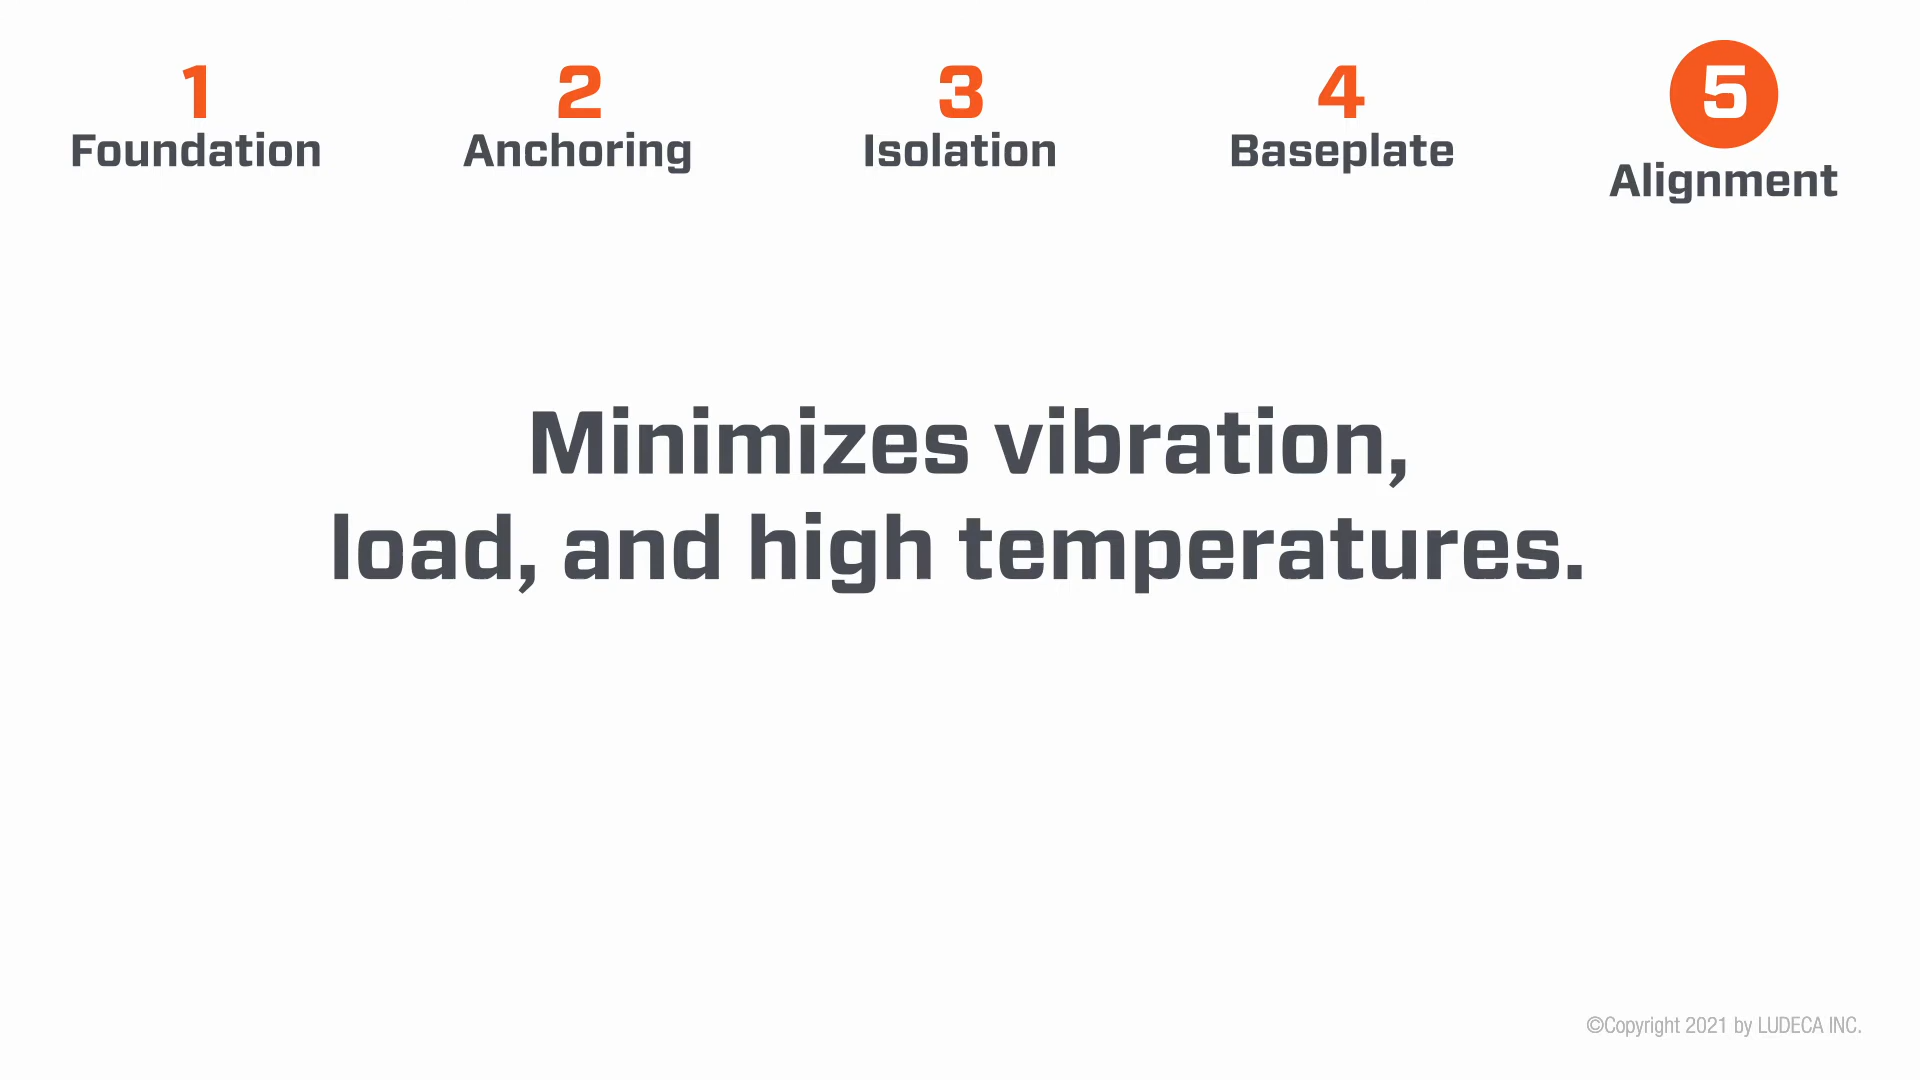 1
Foundation
2
Anchoring
3
Isolation
4
Baseplate
5
Alignment
Minimizes vibration,
load, and high temperatures.
©Copyright 2021 by LUDECA INC.